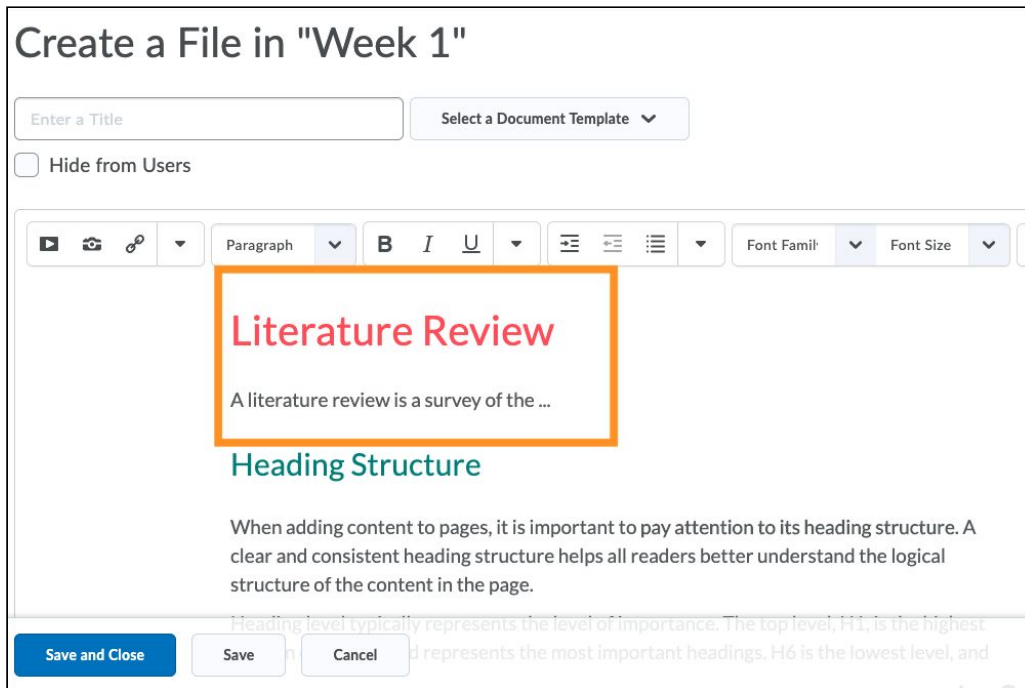 Create a File in "Week 1"
Enter a Title
Select a Document Template
Hide from Users
Paragraph
B I U
Font Famil
Font Size
Literature Review
A literature review is a survey of the ...
Heading Structure
When adding content to pages, it is important to pay attention to its heading structure. A
clear and consistent heading structure helps all readers better understand the logical
structure of the content in the page.
Heading level typically represents the level of importance. The top level, H1, is the highest
represents the most important headings. H6 is the lowest level, and
Save and Close
Save
Cancel